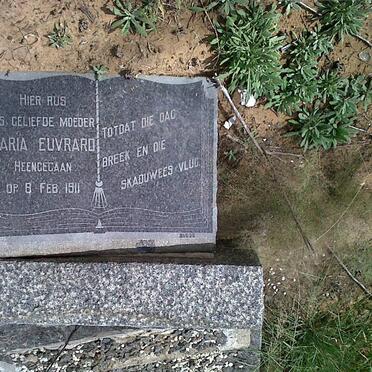 HIER RUS
S GELIEFDE MOEDER
ARIA EUVRARD
HEENGEGAAN
OP 8 FEB. 1911
TOTDAT DIE DAG
BREEK EN DIE
SKADUWEES VLUG.